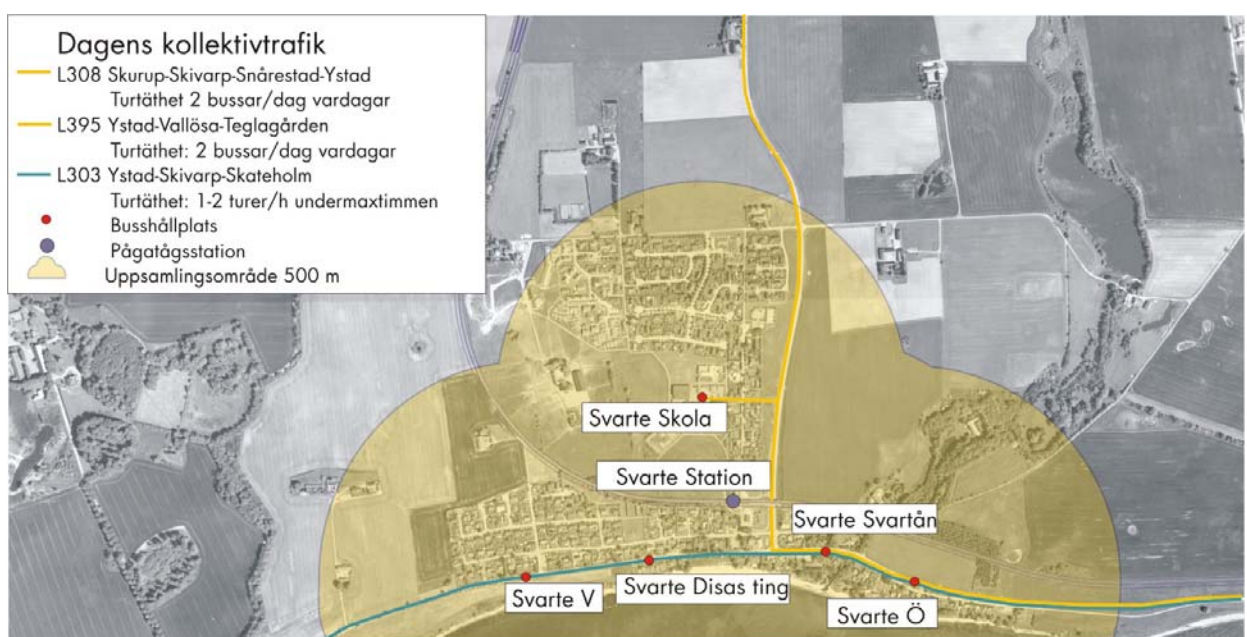 Dagens kollektivtrafik
L308 Skurup-Skivarp-Snårestad-Ystad
Turtäthet 2 bussar/dag vardagar
L395 Ystad-Vallösa-Teglagården
Turtäthet: 2 bussar/dag vardagar
L303 Ystad-Skivarp-Skateholm
Turtäthet: 1-2 turer/h undermaxtimmen
Busshållplats
Pågatågsstation
Uppsamlingsområde 500 m
Svarte Skola
Svarte Station
Svarte Svartån
Svarte Disas ting
Svarte V
Svarte Ö